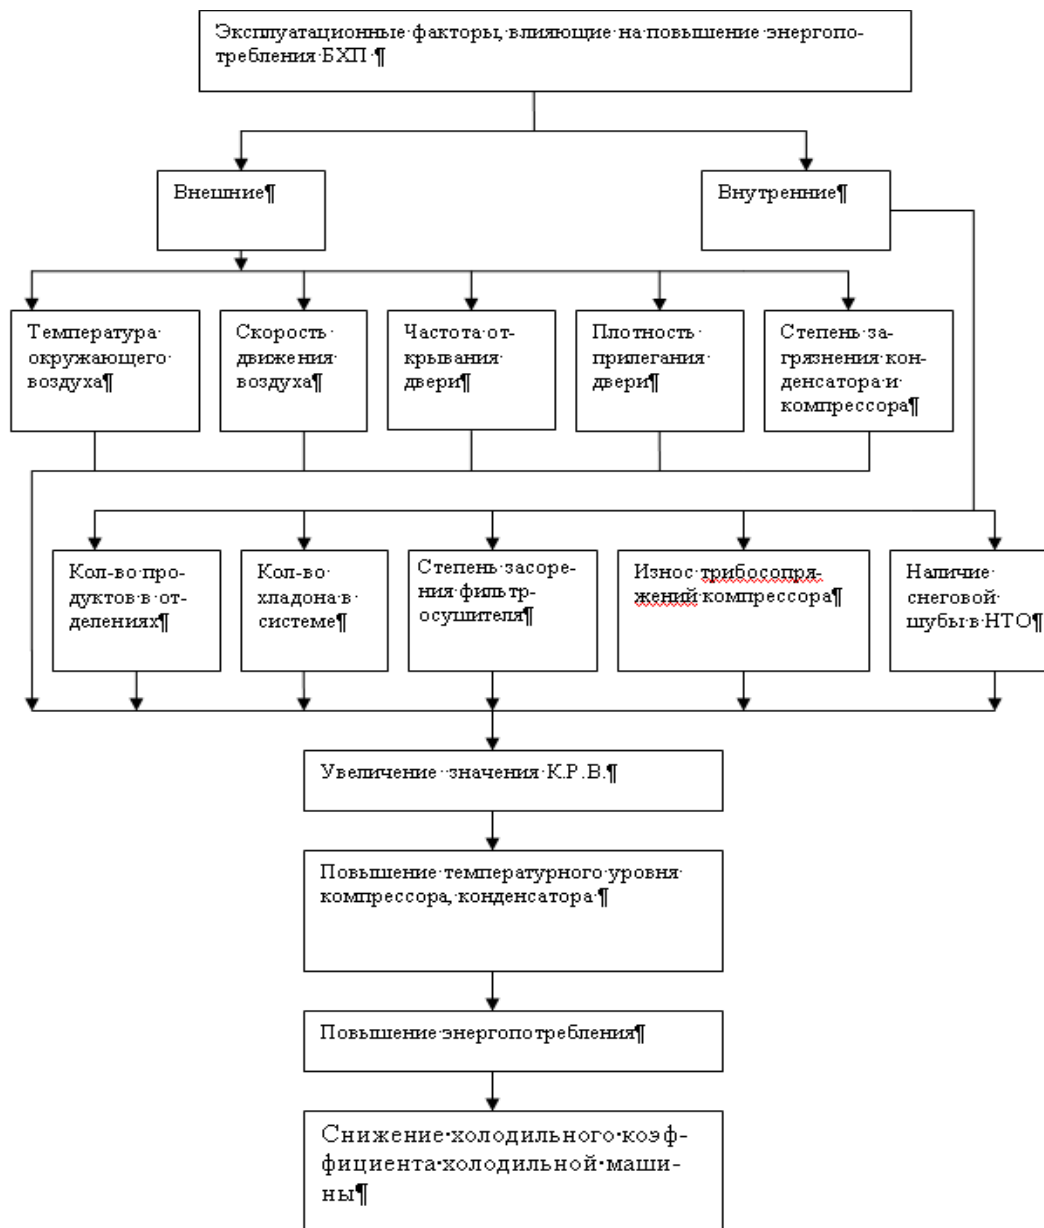 Эксплуатационные факторы, влияющие на повышение энергопо-
требления БХП ¶
Внешние¶
Внутренние¶
Температура
окружающего
воздуха¶
Скорость
движения
воздуха¶
Частота от-
крывания
двери¶
Плотность
прилегания
двери¶
Степень за-
грязнения кон-
денсатора и
компрессора¶
Кол-во про-
дуктов в от-
делениях¶
Кол-во
хладона в
системе¶
Степень засоре-
ния фильтр-
осушителя¶
Износ трибосопря-
жений компрессора¶
Наличие
снеговой
шубы в НТО¶
Увеличение значения К.Р.В.¶
Повышение температурного уровня
компрессора, конденсатора ¶
Повышение энергопотребления¶
Снижение холодильного коэф-
фициента холодильной маши-
ны¶